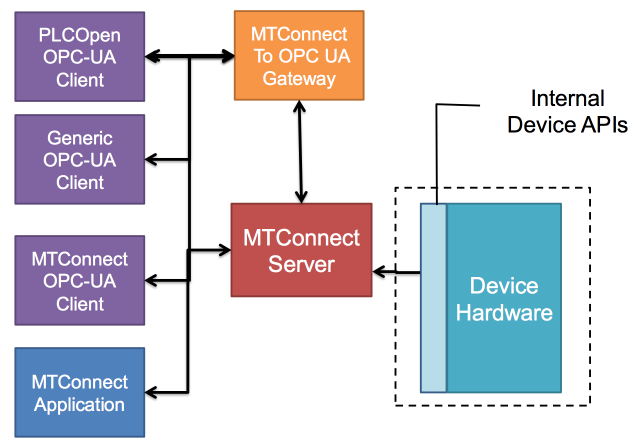 PLCOpen
OPC-UA
Client
MTConnect
To OPC UA
Gateway
Internal
Device APIs
Generic
OPC-UA
Client
MTConnect
Server
MTConnect
OPC-UA
Client
Device
Hardware
MTConnect
Application